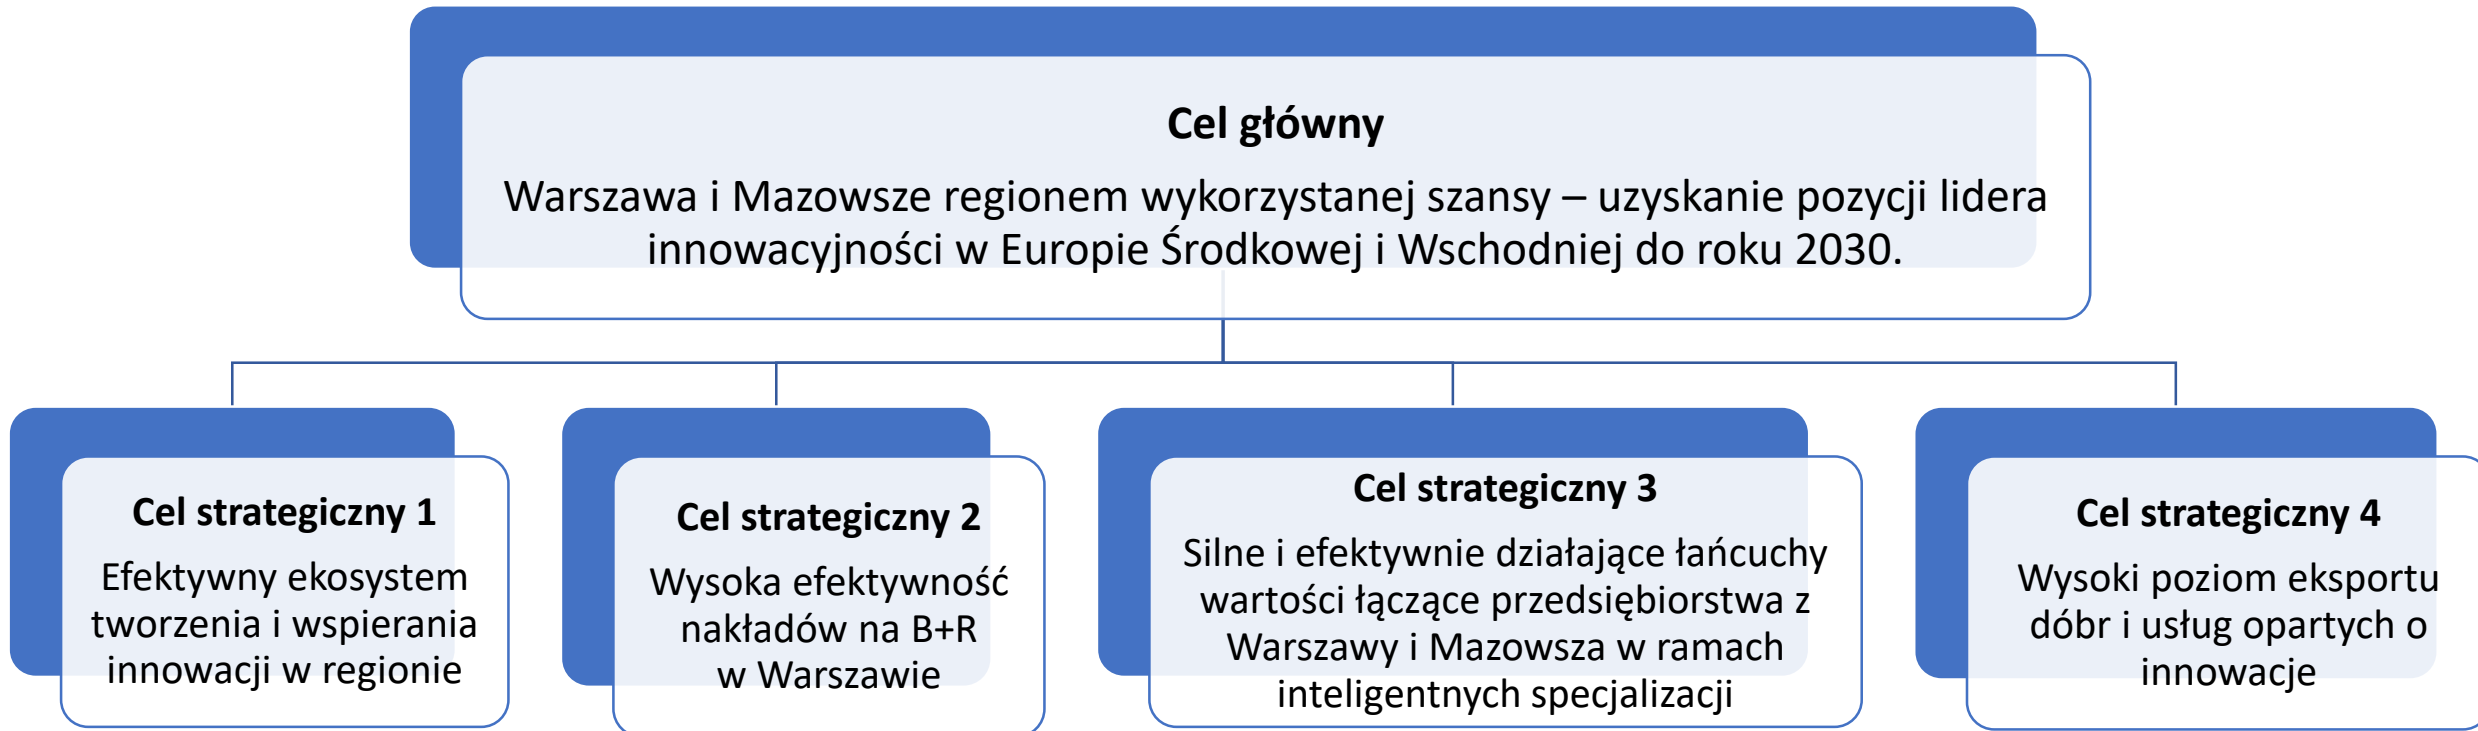 Cel główny
Warszawa i Mazowsze regionem wykorzystanej szansy – uzyskanie pozycji lidera
innowacyjności w Europie Środkowej i Wschodniej do roku 2030.
Cel strategiczny 1
Efektywny ekosystem
tworzenia i wspierania
innowacji w regionie
Cel strategiczny 2
Wysoka efektywność
nakładów na B+R
w Warszawie
Cel strategiczny 3
Silne i efektywnie działające łańcuchy
wartości łączące przedsiębiorstwa z
Warszawy i Mazowsza w ramach
inteligentnych specjalizacji
Cel strategiczny 4
Wysoki poziom eksportu
dóbr i usług opartych o
innowacje